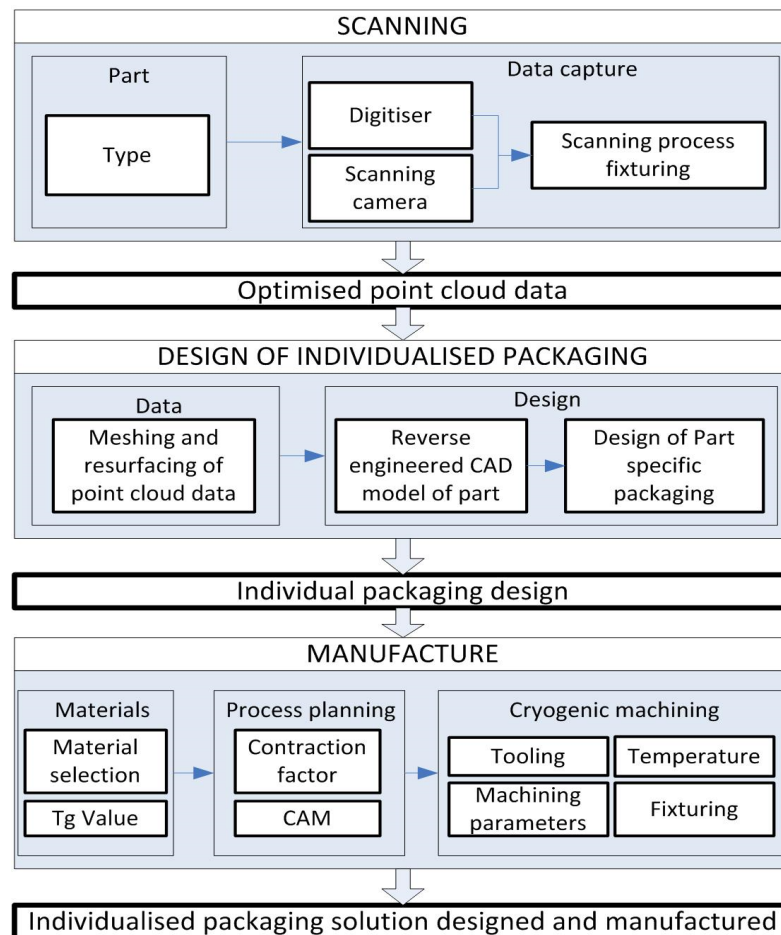 SCANNING
Part
Type
Data capture
Digitiser
Scanning
camera
Scanning process
fixturing
Optimised point cloud data
DESIGN OF INDIVIDUALISED PACKAGING
Data
Meshing and
resurfacing of
point cloud data
Design
Reverse
engineered CAD
model of part
Design of Part
specific
packaging
Individual packaging design
MANUFACTURE
Materials
Material
selection
Tg Value
Process planning
Contraction
factor
CAM
Cryogenic machining
Tooling
Temperature
Machining
parameters
Fixturing
Individualised packaging solution designed and manufactured